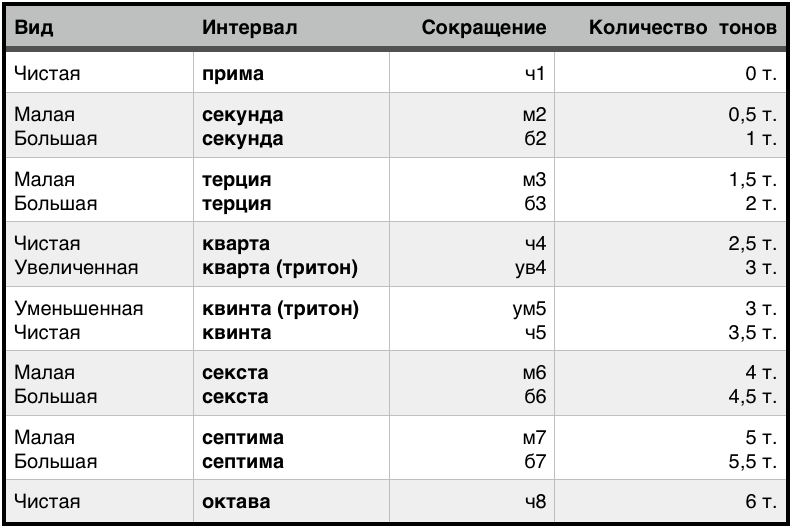 Вид Интервал Сокращение Количество тонов
Чистая прима ч1 0 т.
Малая секунда м2 0,5 т.
Большая секунда б2 1 т.
Малая терция м3 1,5 т.
Большая терция б3 2 т.
Чистая кварта ч4 2,5 т.
Увеличенная кварта (тритон) ув4 3 т.
Уменьшенная квинта (тритон) ум5 3 т.
Чистая квинта ч5 3,5 т.
Малая секста м6 4 т.
Большая секста б6 4,5 т.
Малая септима м7 5 т.
Большая септима б7 5,5 т.
Чистая октава ч8 6 т.